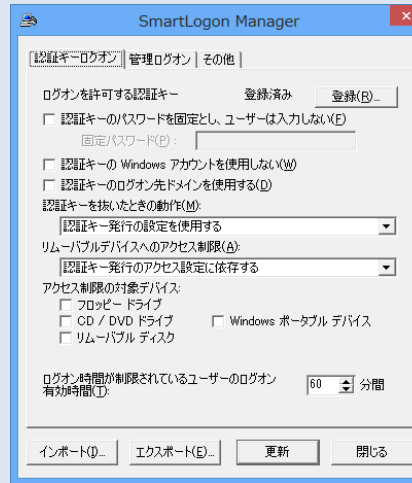 SmartLogon Manager
認証キーログオン 管理ログオン その他
ログオンを許可する認証キー 登録済み 登録(R)...
認証キーのパスワードを固定とし、ユーザーは入力しない(F)
固定パスワード(P):
認証キーの Windows アカウントを使用しない(W)
認証キーのログオン先ドメインを使用する(D)
認証キーを抜いたときの動作(M):
認証キー発行の設定を使用する
リムーバブルデバイスへのアクセス制限(A):
認証キー発行のアクセス設定に依存する
アクセス制限の対象デバイス:
フロッピー ドライブ
CD / DVD ドライブ Windows ポータブル デバイス
リムーバブル ディスク
ログオン時間が制限されているユーザーのログオン
有効時間(T): 60 分間
インポート(I)... エクスポート(E)... 更新 閉じる